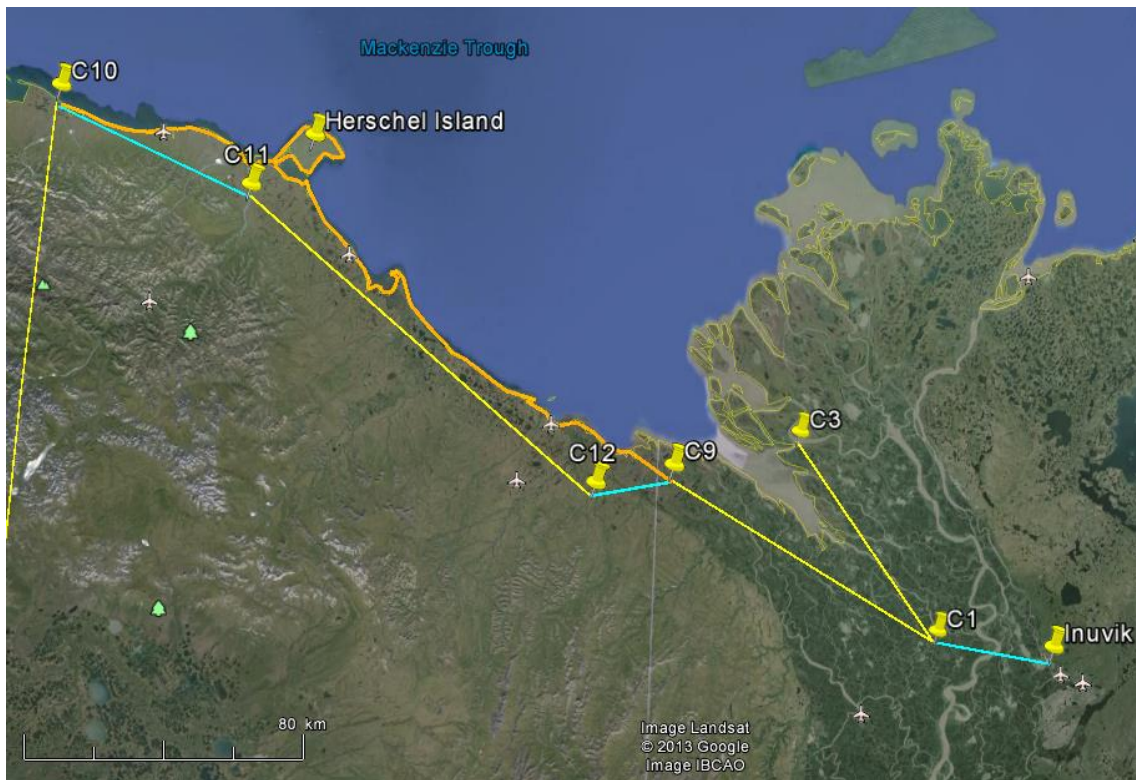 Mackenzie Trough
C10
Herschel Island
C11
C3
C12
C9
C1
Inuvik
80 km
Image Landsat
© 2013 Google
Image IBCAO